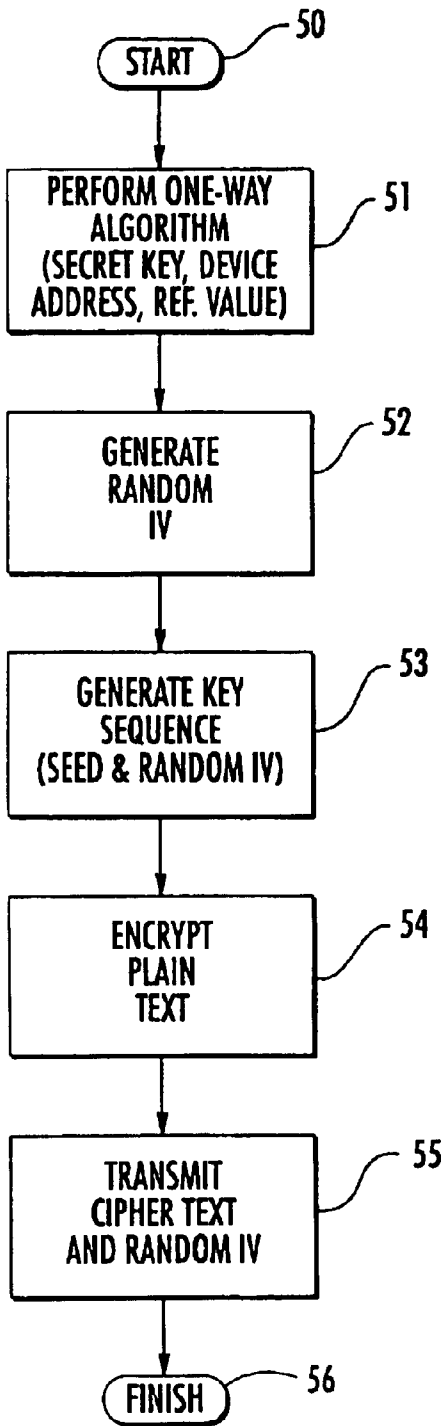 50
START
51
PERFORM ONE-WAY
ALGORITHM
(SECRET KEY, DEVICE
ADDRESS, REF. VALUE)
52
GENERATE
RANDOM
IV
53
GENERATE KEY
SEQUENCE
(SEED & RANDOM IV)
54
ENCRYPT
PLAIN
TEXT
55
TRANSMIT
CIPHER TEXT
AND RANDOM IV
FINISH
56